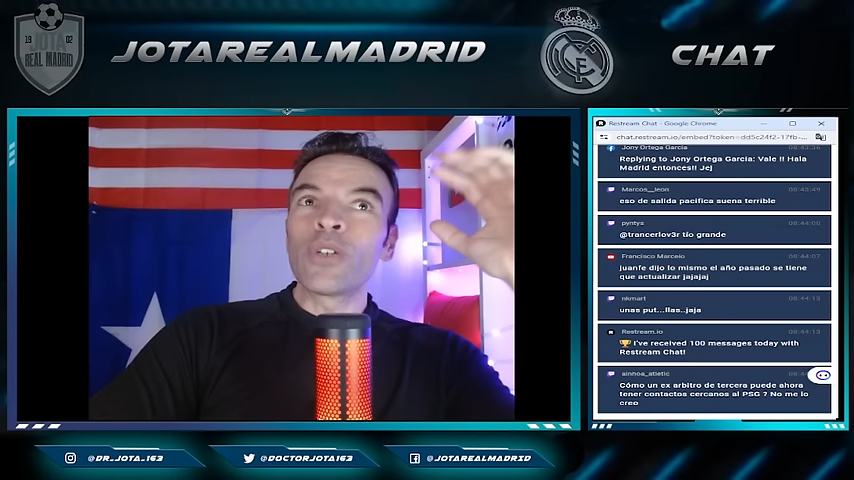 19 02
JOTA
REAL MADRID
JOTAREALMADRID
CHAT
Restream Chat - Google Chrome
chat.restream.io/embed?token=dd5c24f2-17fb-...
Jony Ortega Garcia 08:43:36
Replying to Jony Ortega Garcia: Vale !! Hala
Madrid entonces!! Jej
Marcos__leon 08:43:49
eso de salida pacifica suena terrible
pyntys 08:44:00
@trancerlov3r tio grande
Francisco Marcelo 08:44:07
juanfe dijo lo mismo el año pasado se tiene
que actualizar jajajaj
nkmart 08:44:13
unas put...llas..jaja
Restream.io 08:44:13
🏆 I've received 100 messages today with
Restream Chat!
ainhoa_atletic
Cómo un ex arbitro de tercera puede ahora
tener contactos cercanos al PSG ? No me lo
creo
@DR_JOTA_163
@DOCTORJOTA163
@JOTAREALMADRID